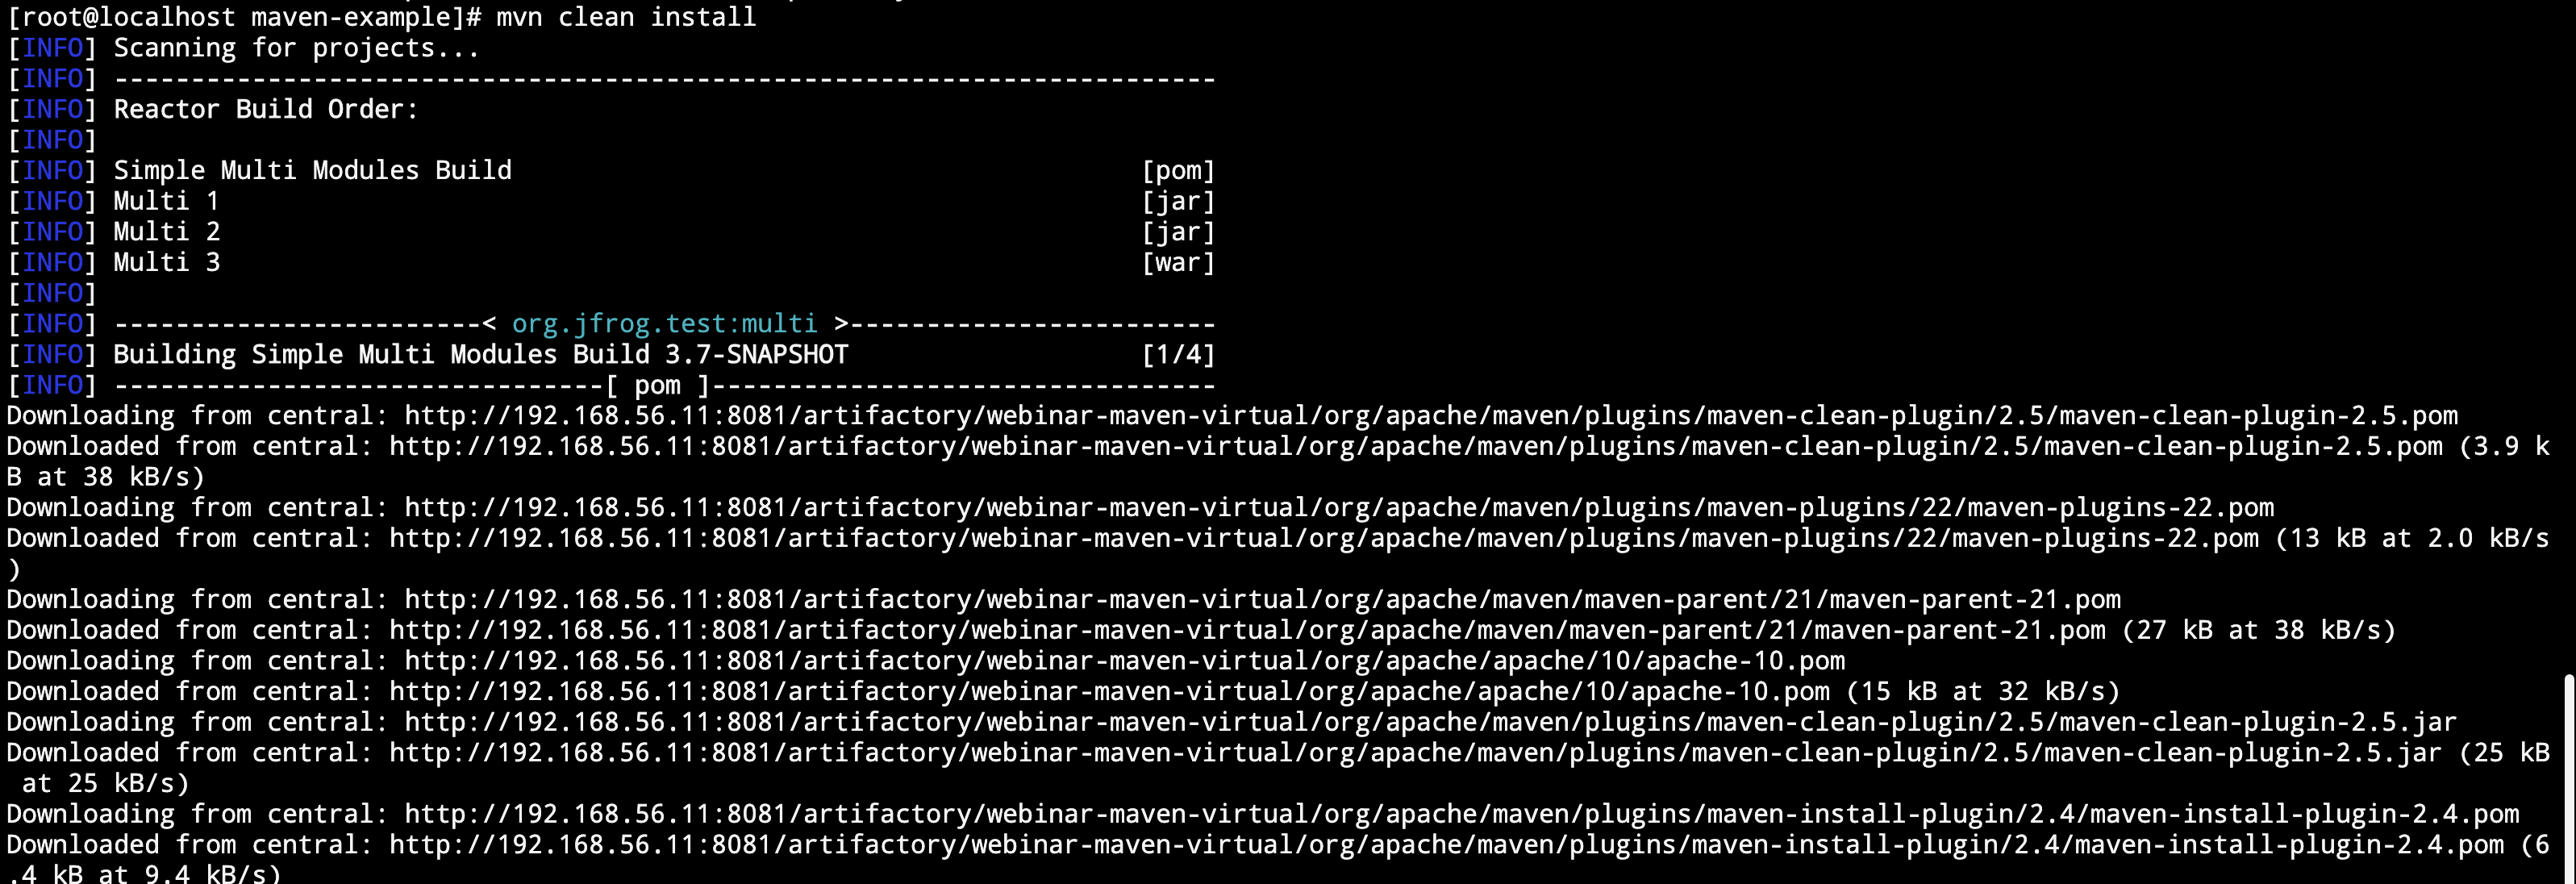 [root@localhost maven-example]# mvn clean install
[INFO] Scanning for projects...
[INFO] ------------------------------------------------------------------------
[INFO] Reactor Build Order:
[INFO]
[INFO] Simple Multi Modules Build                                         [pom]
[INFO] Multi 1                                                            [jar]
[INFO] Multi 2                                                            [jar]
[INFO] Multi 3                                                            [war]
[INFO]
[INFO] ------------------------< org.jfrog.test:multi >------------------------
[INFO] Building Simple Multi Modules Build 3.7-SNAPSHOT                   [1/4]
[INFO] --------------------------------[ pom ]---------------------------------
Downloading from central: http://192.168.56.11:8081/artifactory/webinar-maven-virtual/org/apache/maven/plugins/maven-clean-plugin/2.5/maven-clean-plugin-2.5.pom
Downloaded from central: http://192.168.56.11:8081/artifactory/webinar-maven-virtual/org/apache/maven/plugins/maven-clean-plugin/2.5/maven-clean-plugin-2.5.pom (3.9 k
B at 38 kB/s)
Downloading from central: http://192.168.56.11:8081/artifactory/webinar-maven-virtual/org/apache/maven/plugins/maven-plugins/22/maven-plugins-22.pom
Downloaded from central: http://192.168.56.11:8081/artifactory/webinar-maven-virtual/org/apache/maven/plugins/maven-plugins/22/maven-plugins-22.pom (13 kB at 2.0 kB/s
)
Downloading from central: http://192.168.56.11:8081/artifactory/webinar-maven-virtual/org/apache/maven/maven-parent/21/maven-parent-21.pom
Downloaded from central: http://192.168.56.11:8081/artifactory/webinar-maven-virtual/org/apache/maven/maven-parent/21/maven-parent-21.pom (27 kB at 38 kB/s)
Downloading from central: http://192.168.56.11:8081/artifactory/webinar-maven-virtual/org/apache/apache/10/apache-10.pom
Downloaded from central: http://192.168.56.11:8081/artifactory/webinar-maven-virtual/org/apache/apache/10/apache-10.pom (15 kB at 32 kB/s)
Downloading from central: http://192.168.56.11:8081/artifactory/webinar-maven-virtual/org/apache/maven/plugins/maven-clean-plugin/2.5/maven-clean-plugin-2.5.jar
Downloaded from central: http://192.168.56.11:8081/artifactory/webinar-maven-virtual/org/apache/maven/plugins/maven-clean-plugin/2.5/maven-clean-plugin-2.5.jar (25 kB
 at 25 kB/s)
Downloading from central: http://192.168.56.11:8081/artifactory/webinar-maven-virtual/org/apache/maven/plugins/maven-install-plugin/2.4/maven-install-plugin-2.4.pom
Downloaded from central: http://192.168.56.11:8081/artifactory/webinar-maven-virtual/org/apache/maven/plugins/maven-install-plugin/2.4/maven-install-plugin-2.4.pom (6
.4 kB at 9.4 kB/s)